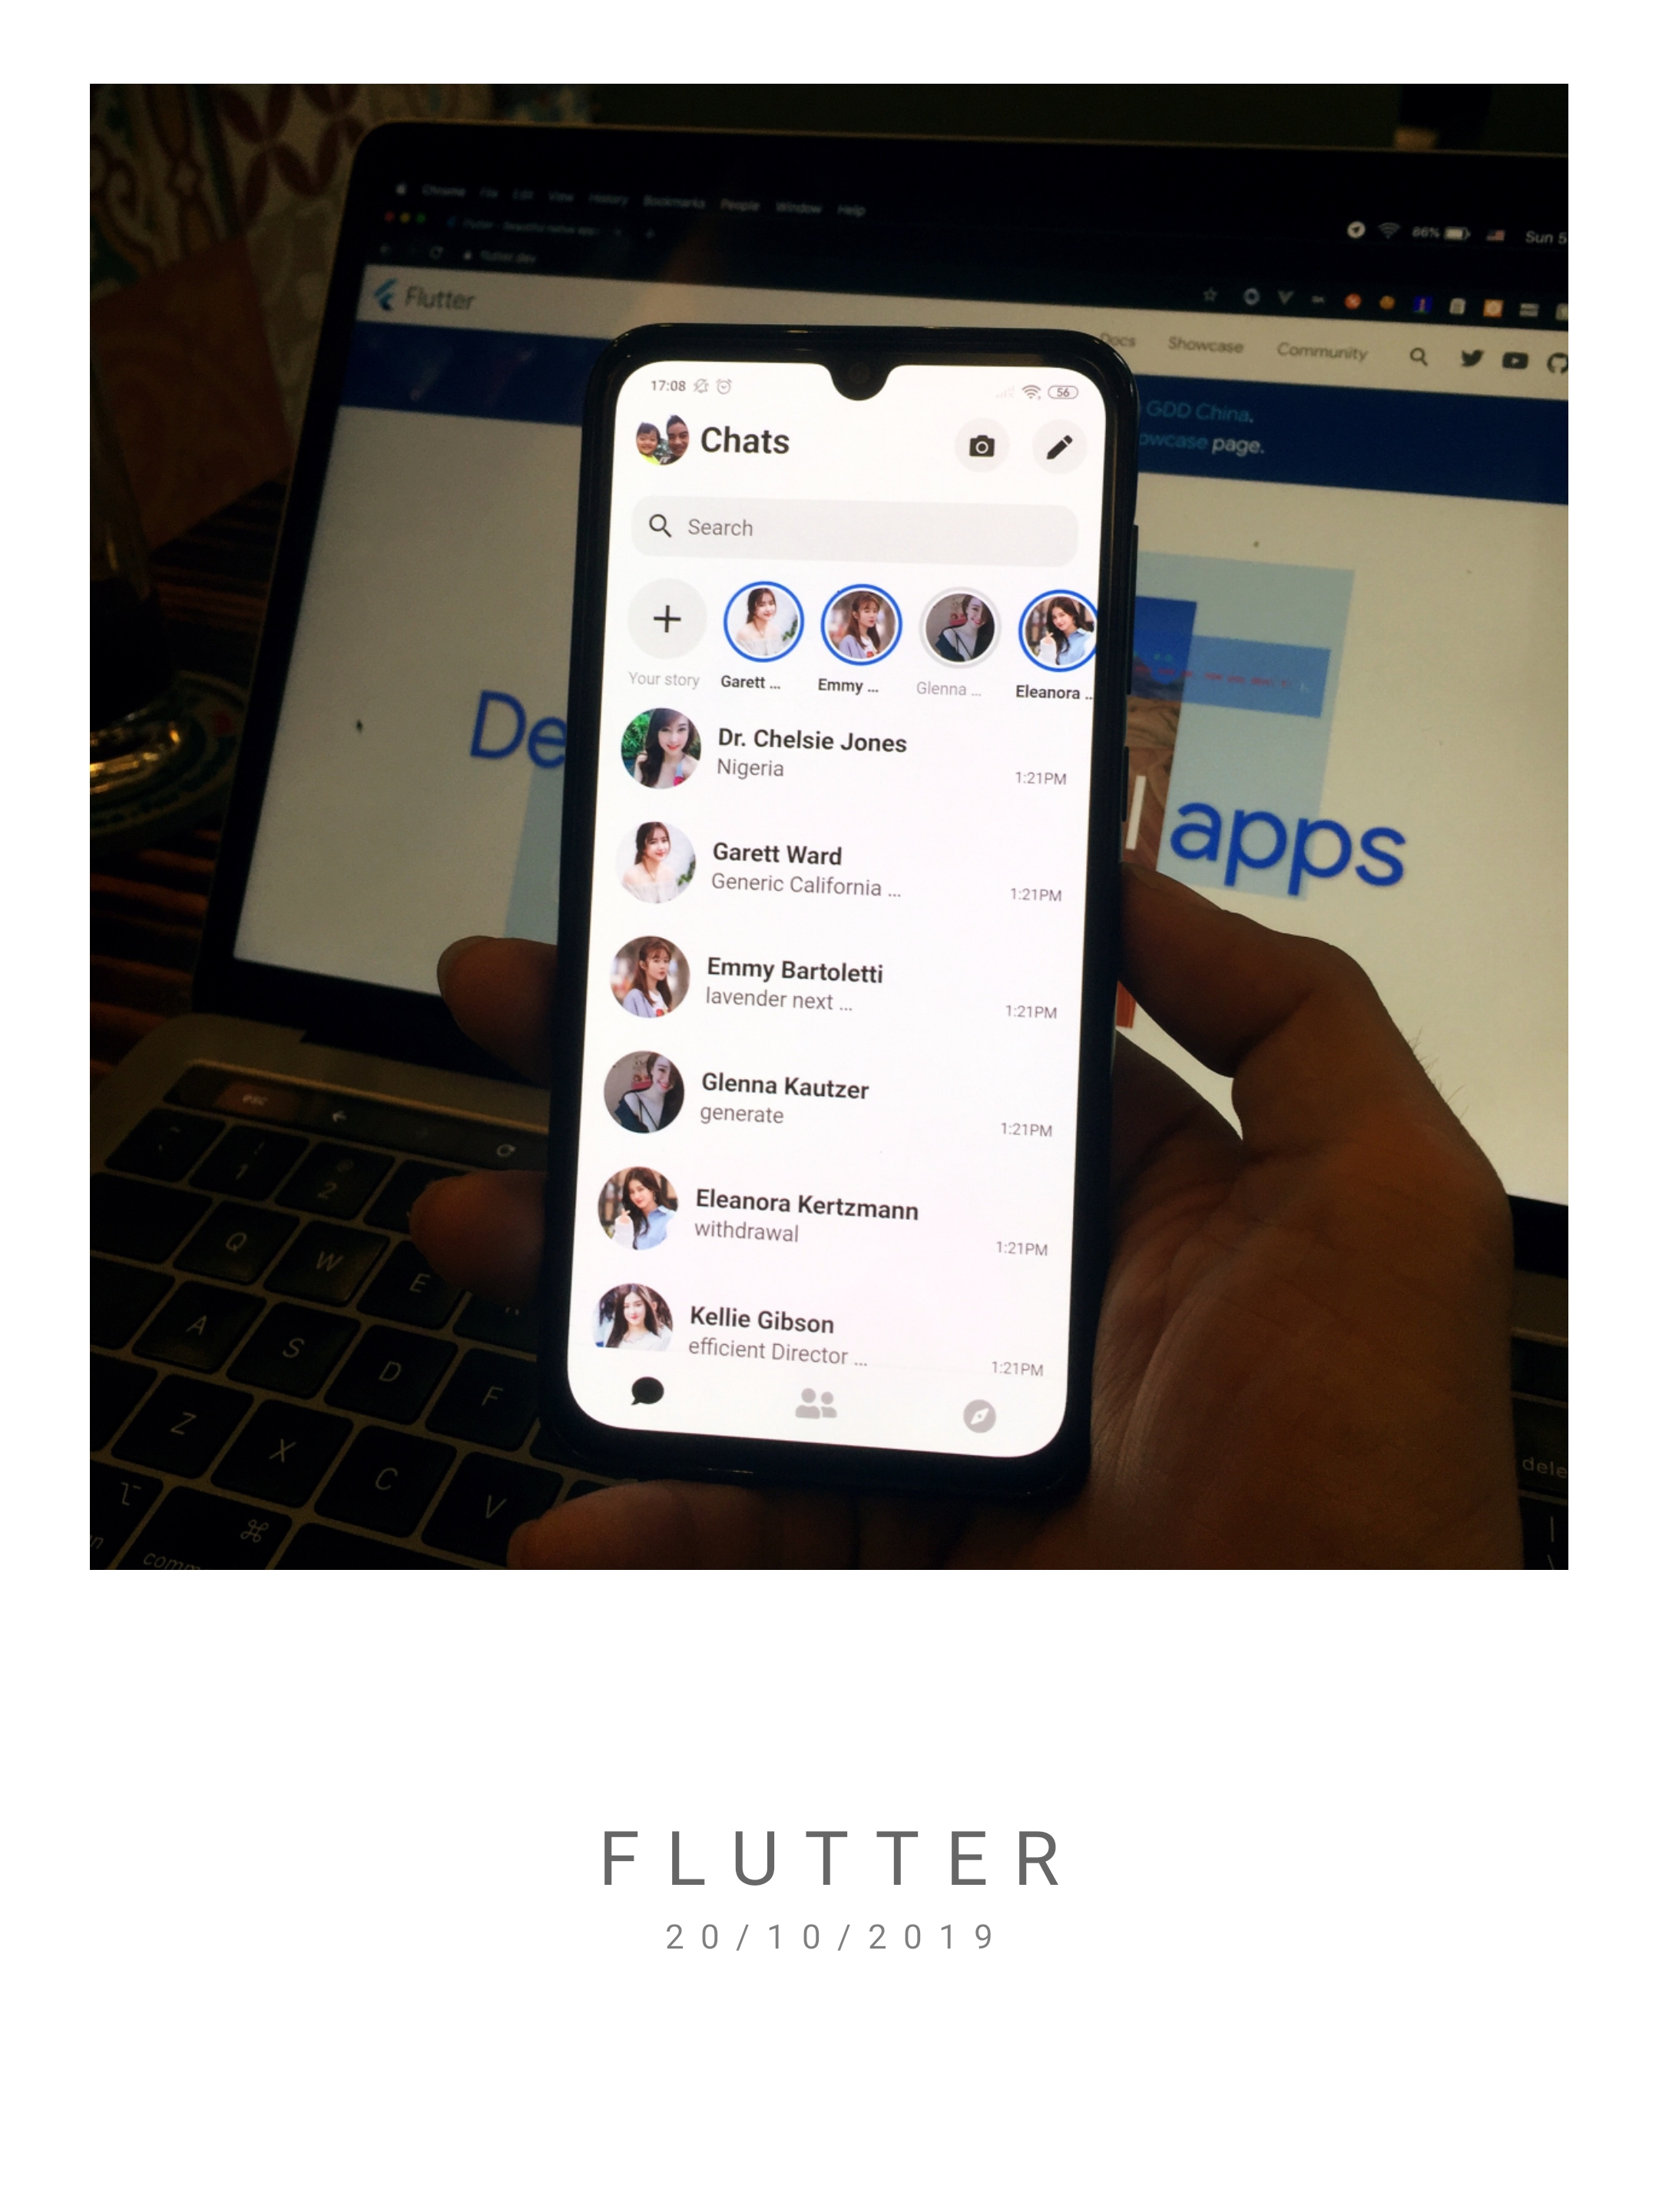 Chrome File Edit View History Bookmarks People Window Help
86% Sun 5
flutter.dev
Flutter
Docs Showcase Community
GDD China.
page.
De
apps
17:08
56
Chats
Search
Your story Garett ... Emmy ... Glenna ... Eleanora ..
Dr. Chelsie Jones
Nigeria
1:21PM
Garett Ward
Generic California ...
1:21PM
Emmy Bartoletti
lavender next ...
1:21PM
Glenna Kautzer
generate
1:21PM
Eleanora Kertzmann
withdrawal
1:21PM
Kellie Gibson
efficient Director ...
1:21PM
esc
! 1
@ 2
Q W E
A S D F
Z X C V
dele
FLUTTER
20/10/2019